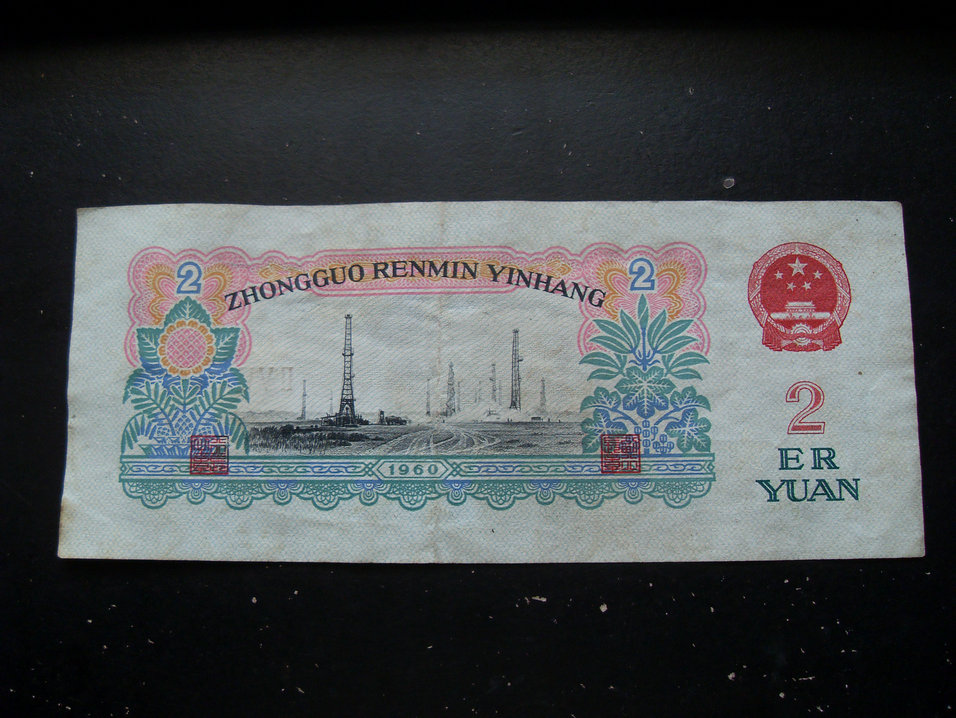 2
2
ZHONGGUO RENMIN YINHANG
1960
2
ER
YUAN